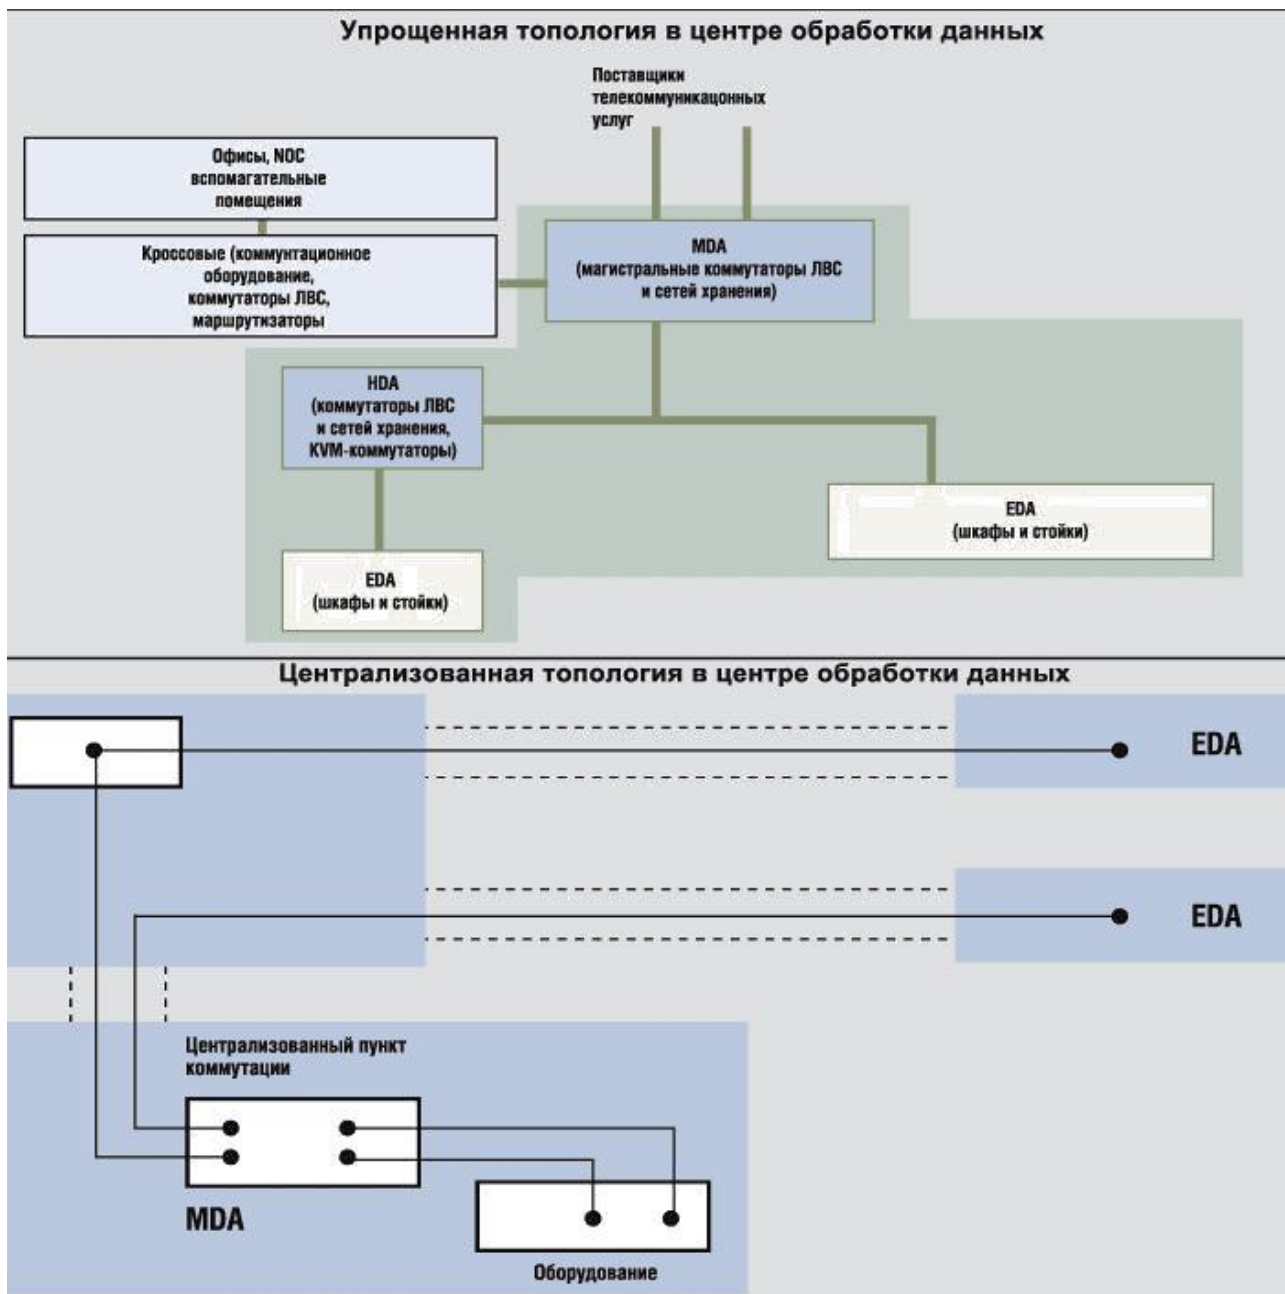 Упрощенная топология в центре обработки данных
Поставщики
телекоммуникацонных
услуг
Офисы, NOC
вспомагательные
помещения
Кроссовые (коммунтационное
оборудование,
коммутаторы ЛВС,
маршрутизаторы
MDA
(магистральные коммутаторы ЛВС
и сетей хранения)
HDA
(коммутаторы ЛВС
и сетей хранения,
KVM-коммутаторы)
EDA
(шкафы и стойки)
EDA
(шкафы и стойки)
Централизованная топология в центре обработки данных
EDA
EDA
Централизованный пункт
коммутации
MDA
Оборудование